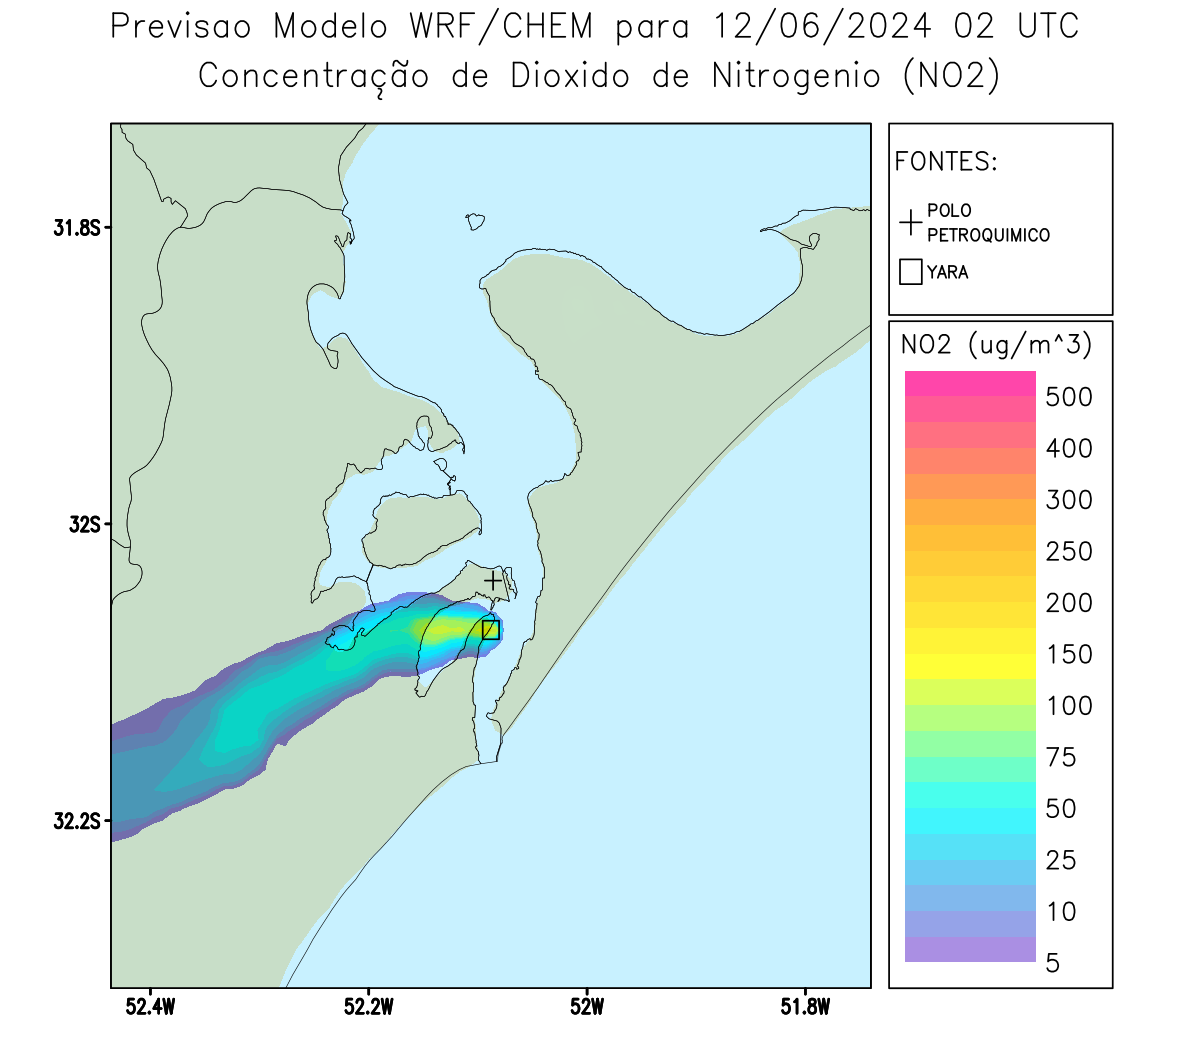 Previsao Modelo WRF/CHEM para 12/06/2024 02 UTC
Concentração de Dioxido de Nitrogenio (NO2)
FONTES:
POLO
PETROQUIMICO
YARA
NO2 (ug/m^3)
500
400
300
250
200
150
100
75
50
25
10
5
31.8S
32S
32.2S
52.4W
52.2W
52W
51.8W